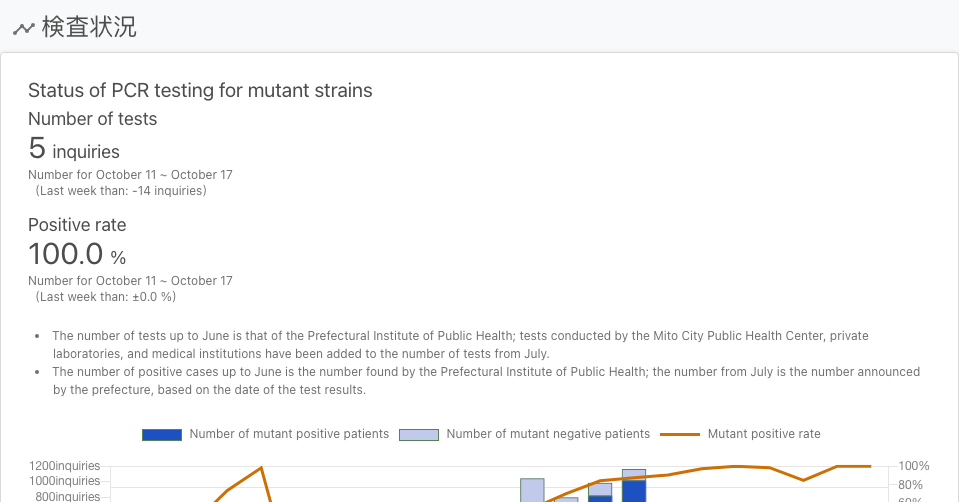 検査状況
Status of PCR testing for mutant strains
Number of tests
5 inquiries
Number for October 11 ~ October 17
(Last week than: -14 inquiries)
Positive rate
100.0 %
Number for October 11 ~ October 17
(Last week than: ±0.0 %)
• The number of tests up to June is that of the Prefectural Institute of Public Health; tests conducted by the Mito City Public Health Center, private
laboratories, and medical institutions have been added to the number of tests from July.
• The number of positive cases up to June is the number found by the Prefectural Institute of Public Health; the number from July is the number announced
by the prefecture, based on the date of the test results.
Number of mutant positive patients Number of mutant negative patients Mutant positive rate
1200inquiries 100%
1000inquiries 80%
800inquiries 60%